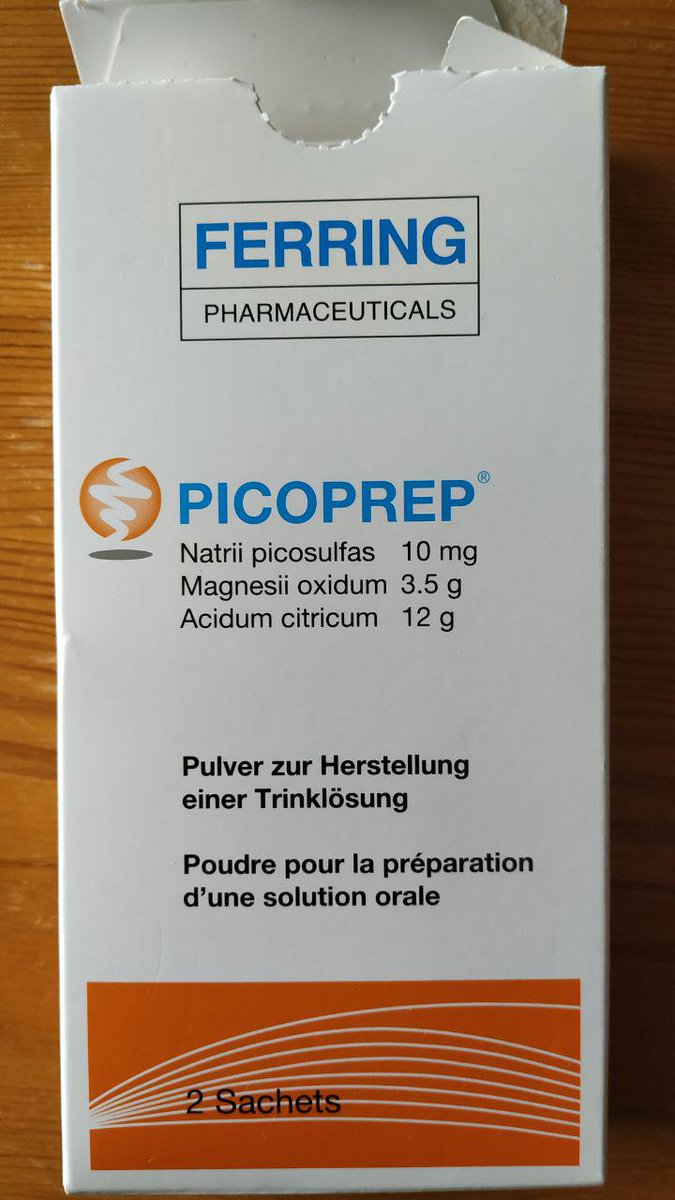 FERRING
PHARMACEUTICALS
PICOPREP®
Natrii picosulfas 10 mg
Magnesii oxidum 3.5 g
Acidum citricum 12 g
Pulver zur Herstellung
einer Trinklösung
Poudre pour la préparation
d’une solution orale
2 Sachets